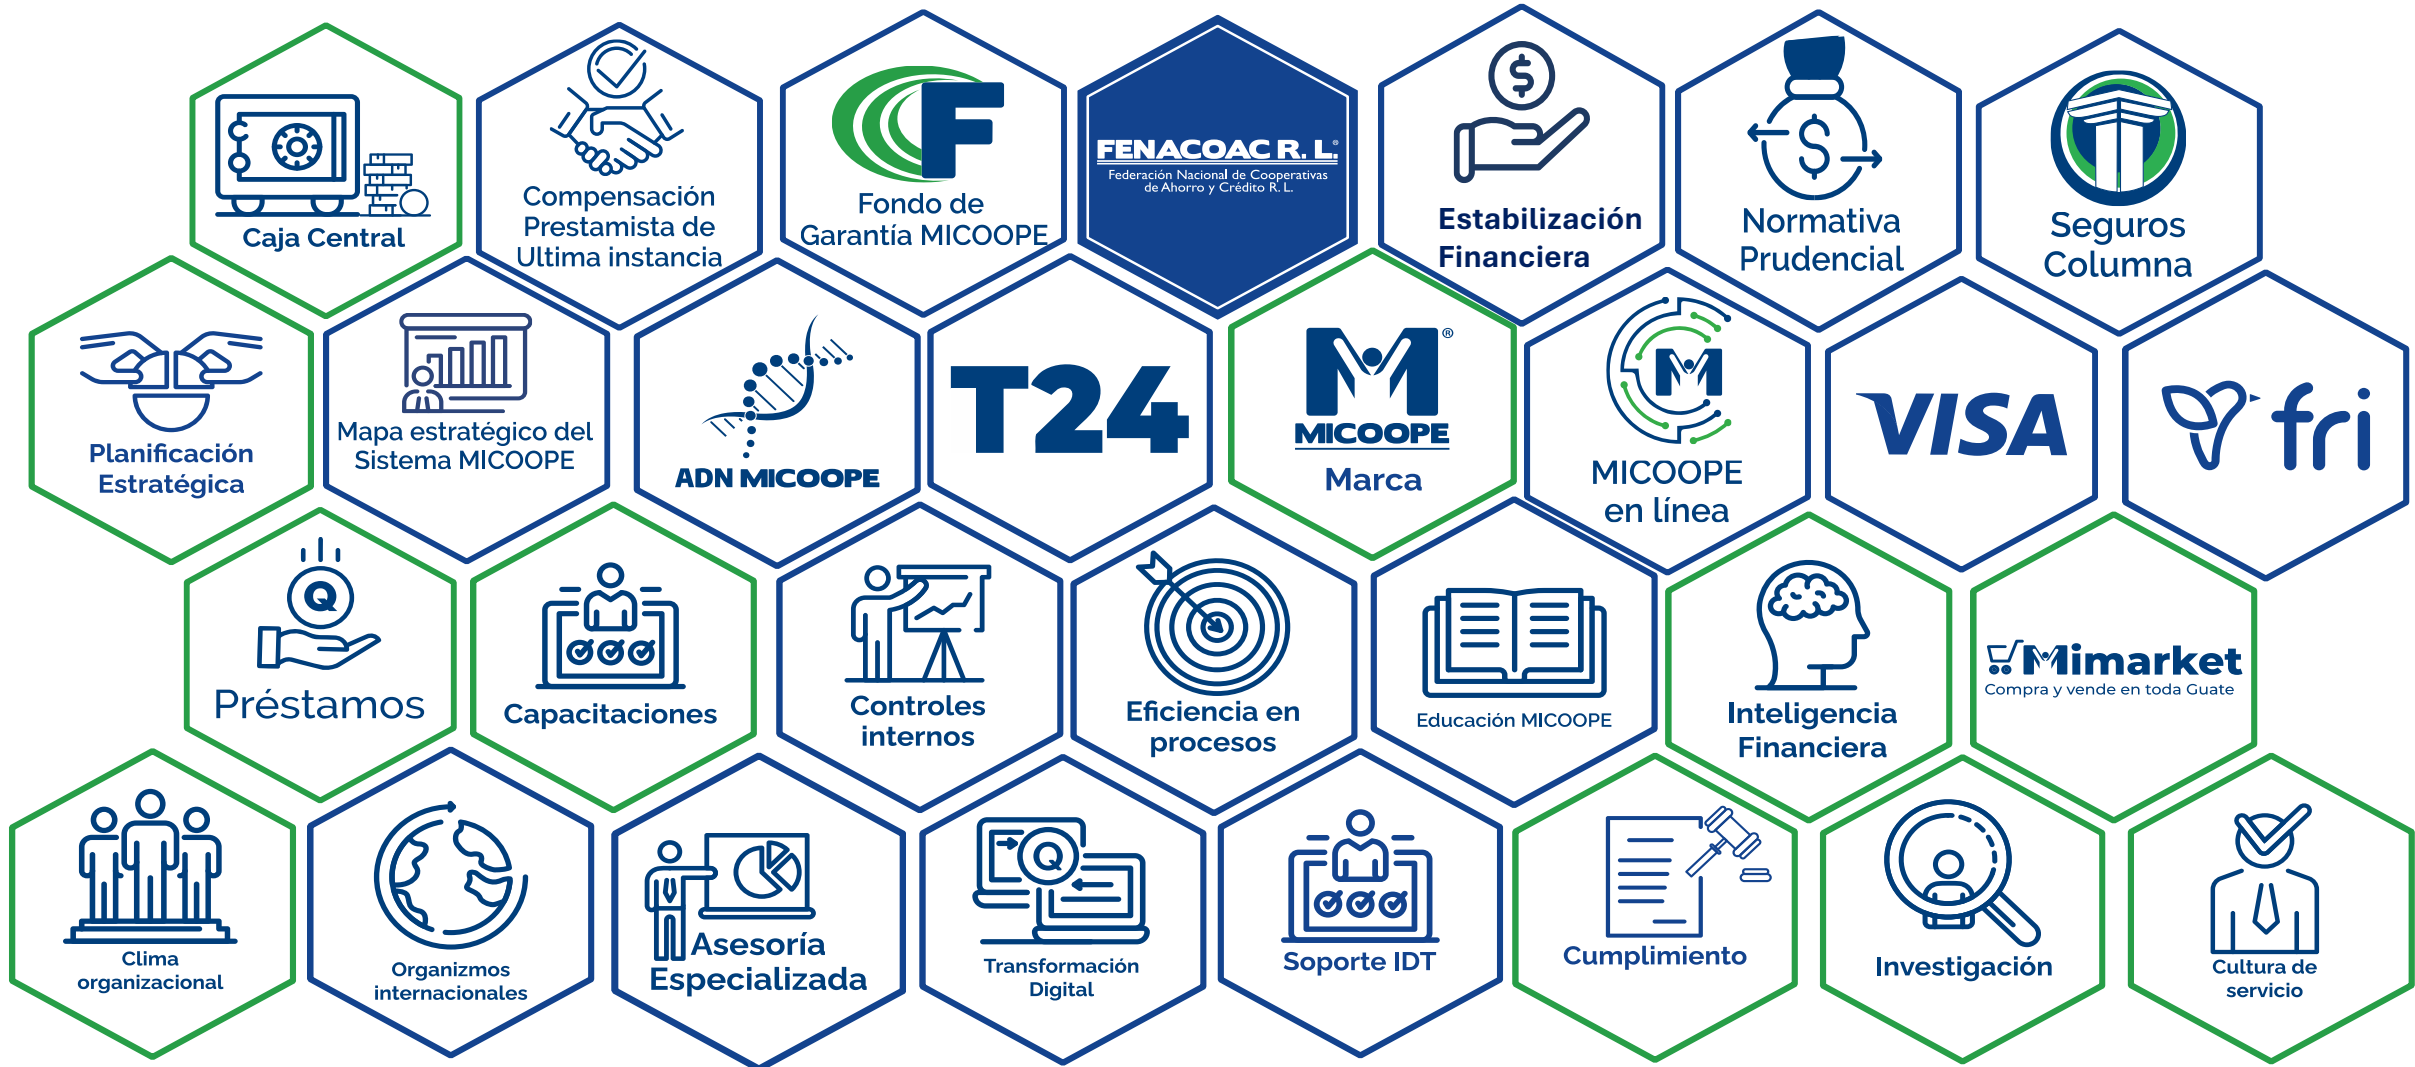 Caja Central
Compensación
Prestamista de
Ultima instancia
F
Fondo de
Garantía MICOOPE
FENACOAC R. L.®
Federación Nacional de Cooperativas
de Ahorro y Crédito R. L.
$
Estabilización
Financiera
$
Normativa
Prudencial
Seguros
Columna
Planificación
Estratégica
Mapa estratégico del
Sistema MICOOPE
ADN MICOOPE
T24
M®
MICOOPE
Marca
M
MICOOPE
en línea
VISA
fri
Q
Préstamos
Capacitaciones
Controles
internos
Eficiencia en
procesos
Educación MICOOPE
Inteligencia
Financiera
Mimarket
Compra y vende en toda Guate
Clima
organizacional
Organizmos
internacionales
Asesoría
Especializada
Q
Transformación
Digital
Soporte IDT
Cumplimiento
Investigación
Cultura de
servicio